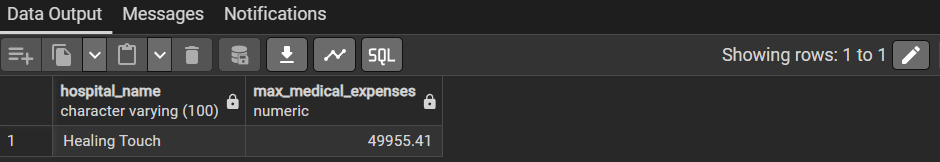 Data Output Messages Notifications
SQL Showing rows: 1 to 1
hospital_name max_medical_expenses
character varying (100) numeric
1 Healing Touch 49955.41